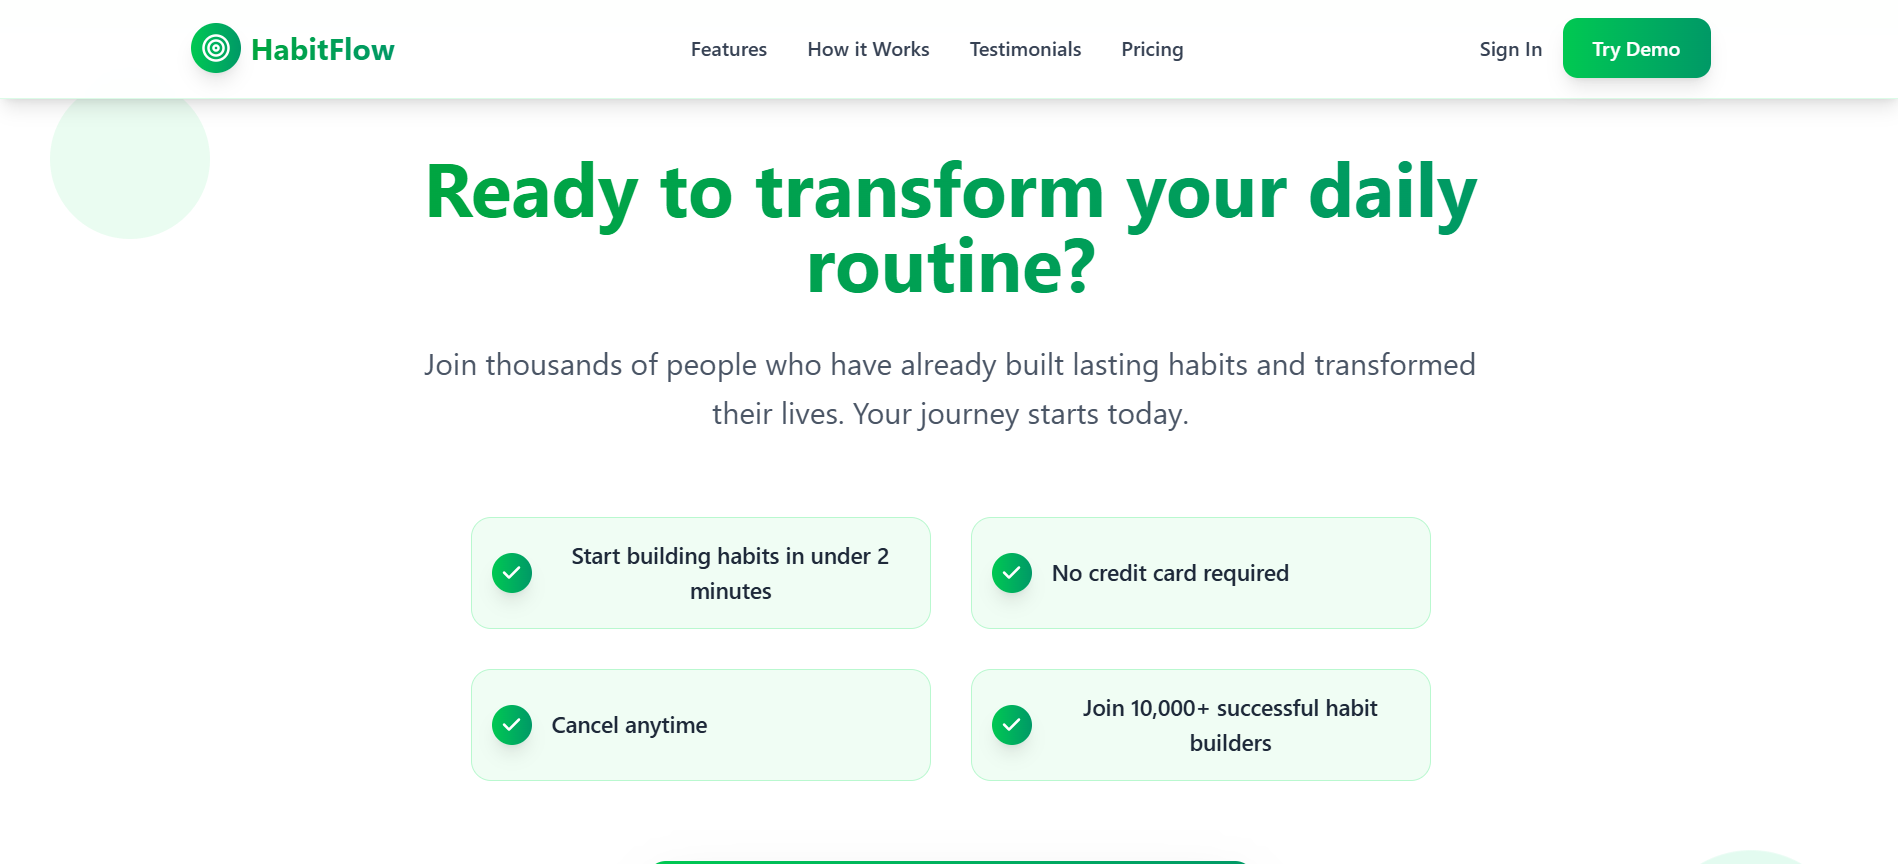 HabitFlow
Features
How it Works
Testimonials
Pricing
Sign In
Try Demo
Ready to transform your daily
routine?
Join thousands of people who have already built lasting habits and transformed
their lives. Your journey starts today.
Start building habits in under 2
minutes
No credit card required
Cancel anytime
Join 10,000+ successful habit
builders